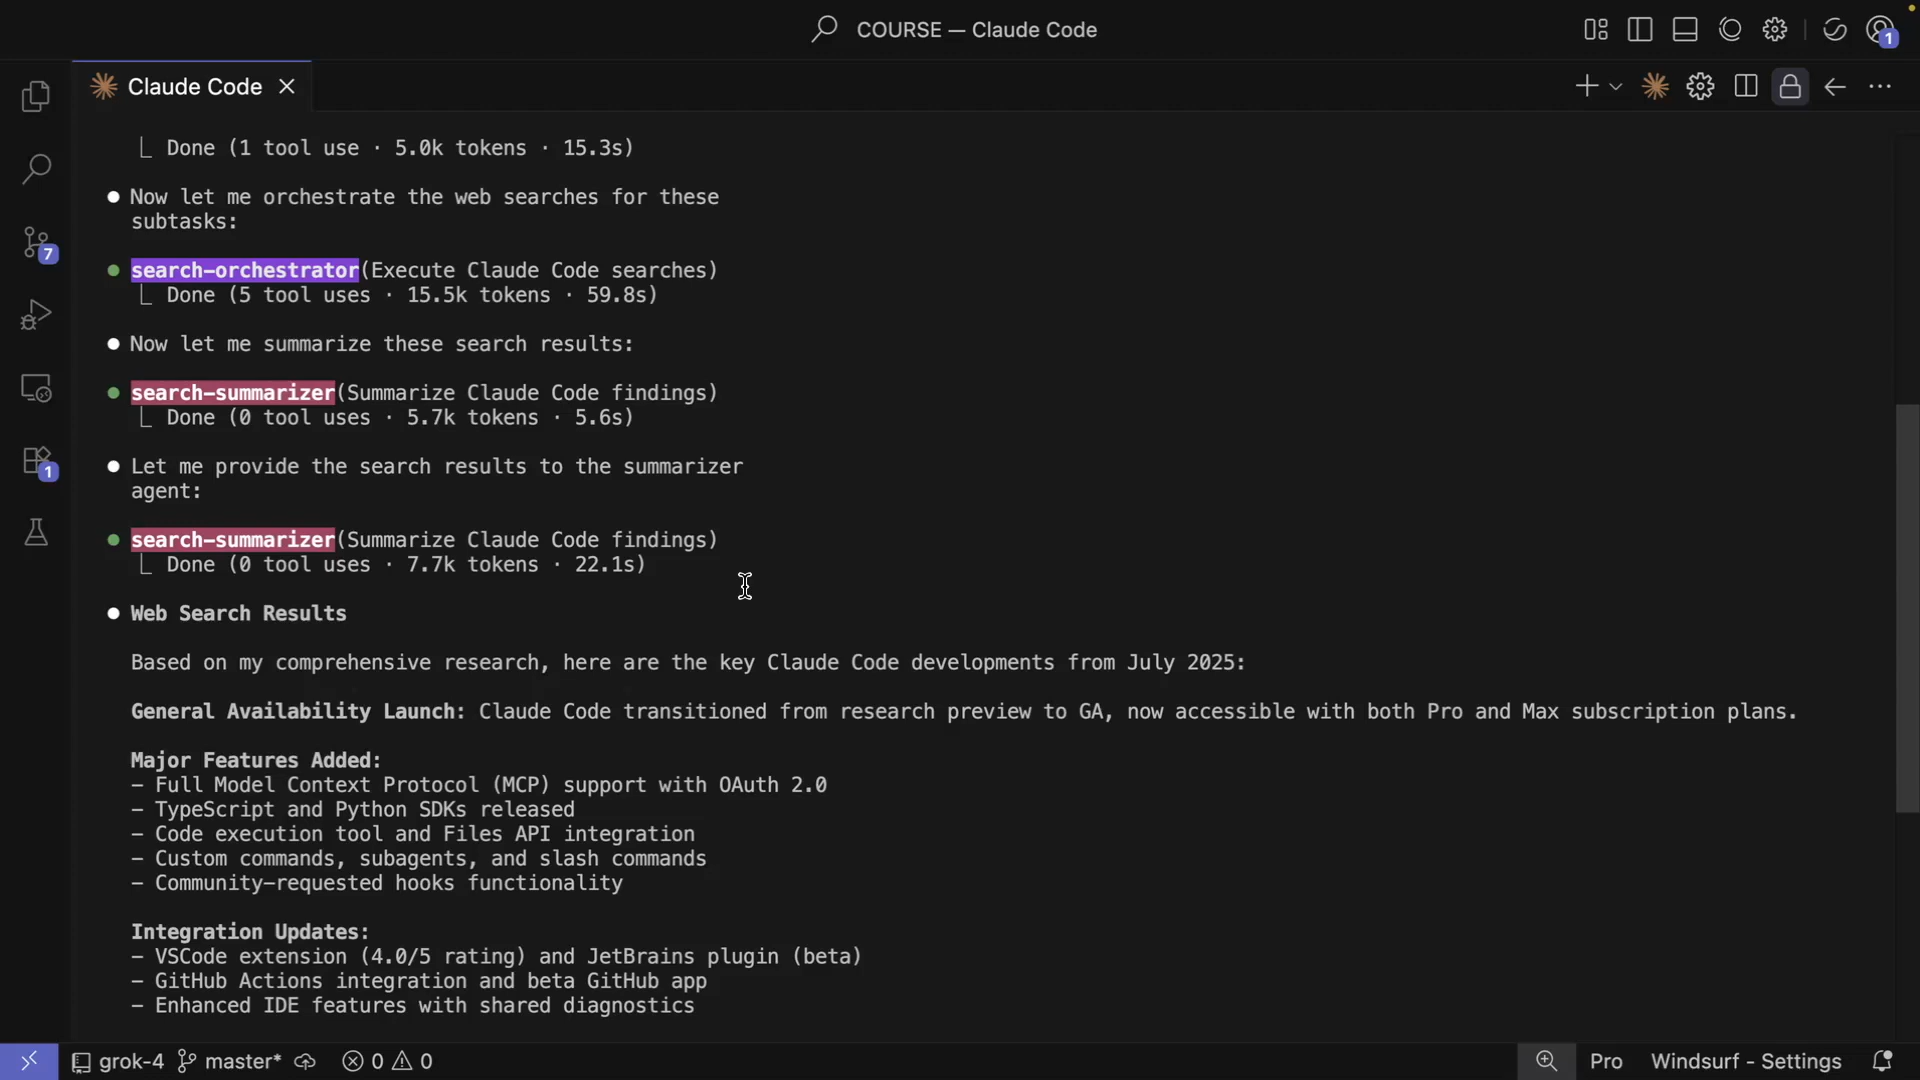 COURSE — Claude Code
1
Claude Code
Done (1 tool use · 5.0k tokens · 15.3s)
Now let me orchestrate the web searches for these
subtasks:
7
search-orchestrator(Execute Claude Code searches)
Done (5 tool uses · 15.5k tokens · 59.8s)
Now let me summarize these search results:
search-summarizer(Summarize Claude Code findings)
Done (0 tool uses · 5.7k tokens · 5.6s)
1
Let me provide the search results to the summarizer
agent:
search-summarizer(Summarize Claude Code findings)
Done (0 tool uses · 7.7k tokens · 22.1s)
Web Search Results
Based on my comprehensive research, here are the key Claude Code developments from July 2025:
General Availability Launch: Claude Code transitioned from research preview to GA, now accessible with both Pro and Max subscription plans.
Major Features Added:
- Full Model Context Protocol (MCP) support with OAuth 2.0
- TypeScript and Python SDKs released
- Code execution tool and Files API integration
- Custom commands, subagents, and slash commands
- Community-requested hooks functionality
Integration Updates:
- VSCode extension (4.0/5 rating) and JetBrains plugin (beta)
- GitHub Actions integration and beta GitHub app
- Enhanced IDE features with shared diagnostics
grok-4 master* 0 0 Pro Windsurf - Settings